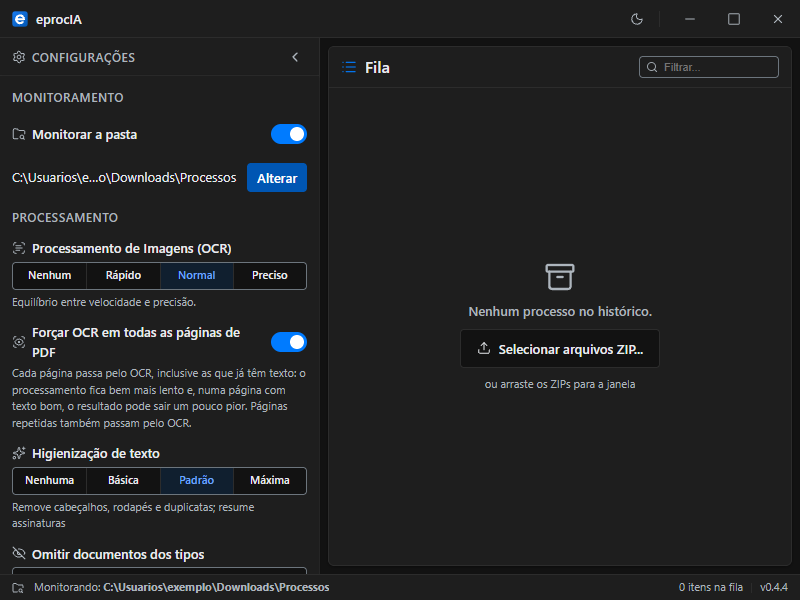 eprocIA
CONFIGURAÇÕES
MONITORAMENTO
Monitorar a pasta
C:\Usuarios\e...o\Downloads\Processos
Alterar
PROCESSAMENTO
Processamento de Imagens (OCR)
Nenhum
Rápido
Normal
Preciso
Equilíbrio entre velocidade e precisão.
Forçar OCR em todas as páginas de
PDF
Cada página passa pelo OCR, inclusive as que já têm texto: o
processamento fica bem mais lento e, numa página com
texto bom, o resultado pode sair um pouco pior. Páginas
repetidas também passam pelo OCR.
Higienização de texto
Nenhuma
Básica
Padrão
Máxima
Remove cabeçalhos, rodapés e duplicatas; resume
assinaturas
Omitir documentos dos tipos
Fila
Filtrar...
Nenhum processo no histórico.
Selecionar arquivos ZIP...
ou arraste os ZIPs para a janela
Monitorando: C:\Usuarios\exemplo\Downloads\Processos
0 itens na fila
v0.4.4